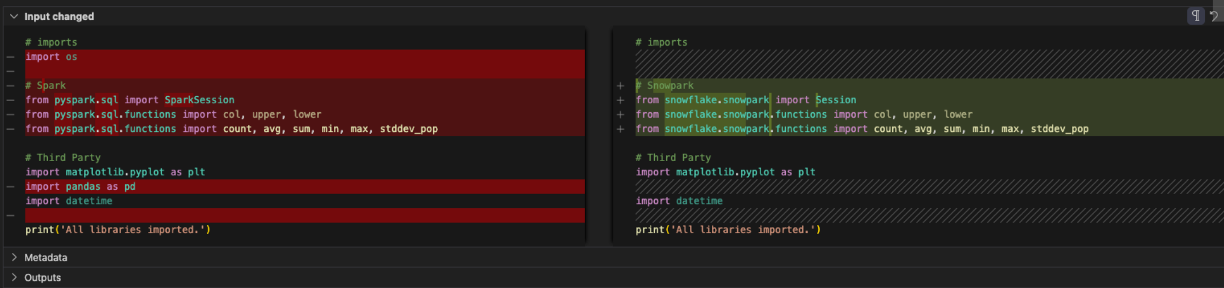 Input changed
# imports
import os
# Spark
from pyspark.sql import SparkSession
from pyspark.sql.functions import col, upper, lower
from pyspark.sql.functions import count, avg, sum, min, max, stddev_pop
# Third Party
import matplotlib.pyplot as plt
import pandas as pd
import datetime
print('All libraries imported.')
# imports
# Snowpark
from snowflake.snowpark import Session
from snowflake.snowpark.functions import col, upper, lower
from snowflake.snowpark.functions import count, avg, sum, min, max, stddev_pop
# Third Party
import matplotlib.pyplot as plt
import datetime
print('All libraries imported.')
Metadata
Outputs